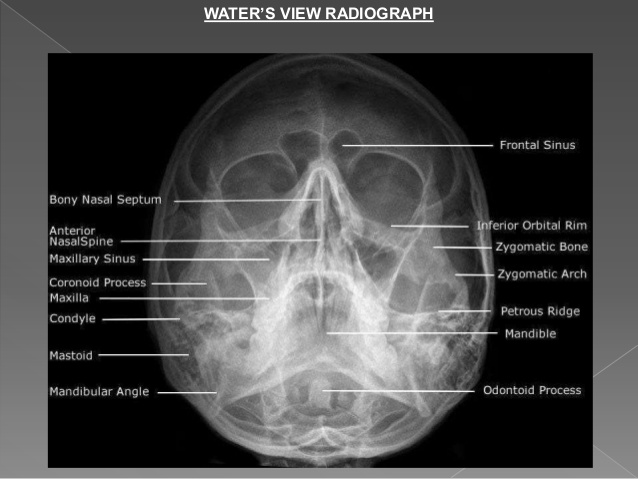 WATER'S VIEW RADIOGRAPH
Frontal Sinus
Bony Nasal Septum
Anterior
NasalSpine
Maxillary Sinus
Coronoid Process
Maxilla
Condyle
Mastoid
Mandibular Angle
Inferior Orbital Rim
Zygomatic Bone
Zygomatic Arch
Petrous Ridge
Mandible
Odontoid Process